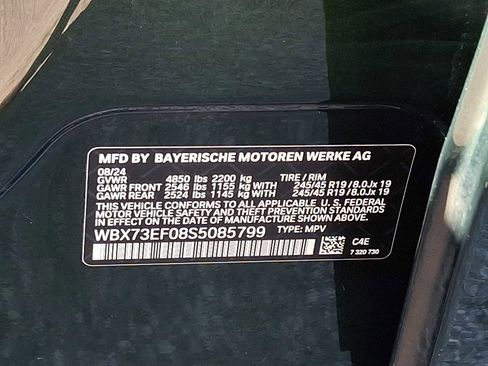 MFD BY BAYERISCHE MOTOREN WERKE AG
08/24
GVWR 4850 lbs 2200 kg TIRE / RIM
GAWR FRONT 2546 lbs 1155 kg WITH 245/45 R19 / 8.0Jx 19
GAWR REAR 2524 lbs 1145 kg WITH 245/45 R19 / 8.0Jx 19
THIS VEHICLE CONFORMS TO ALL APPLICABLE U. S. FEDERAL
MOTOR VEHICLE SAFETY, BUMPER AND THEFT PREVENTION STANDARDS
IN EFFECT ON THE DATE OF MANUFACTURE SHOWN ABOVE.
WBX73EF08S5085799 TYPE: MPV
C4E
7 320 730